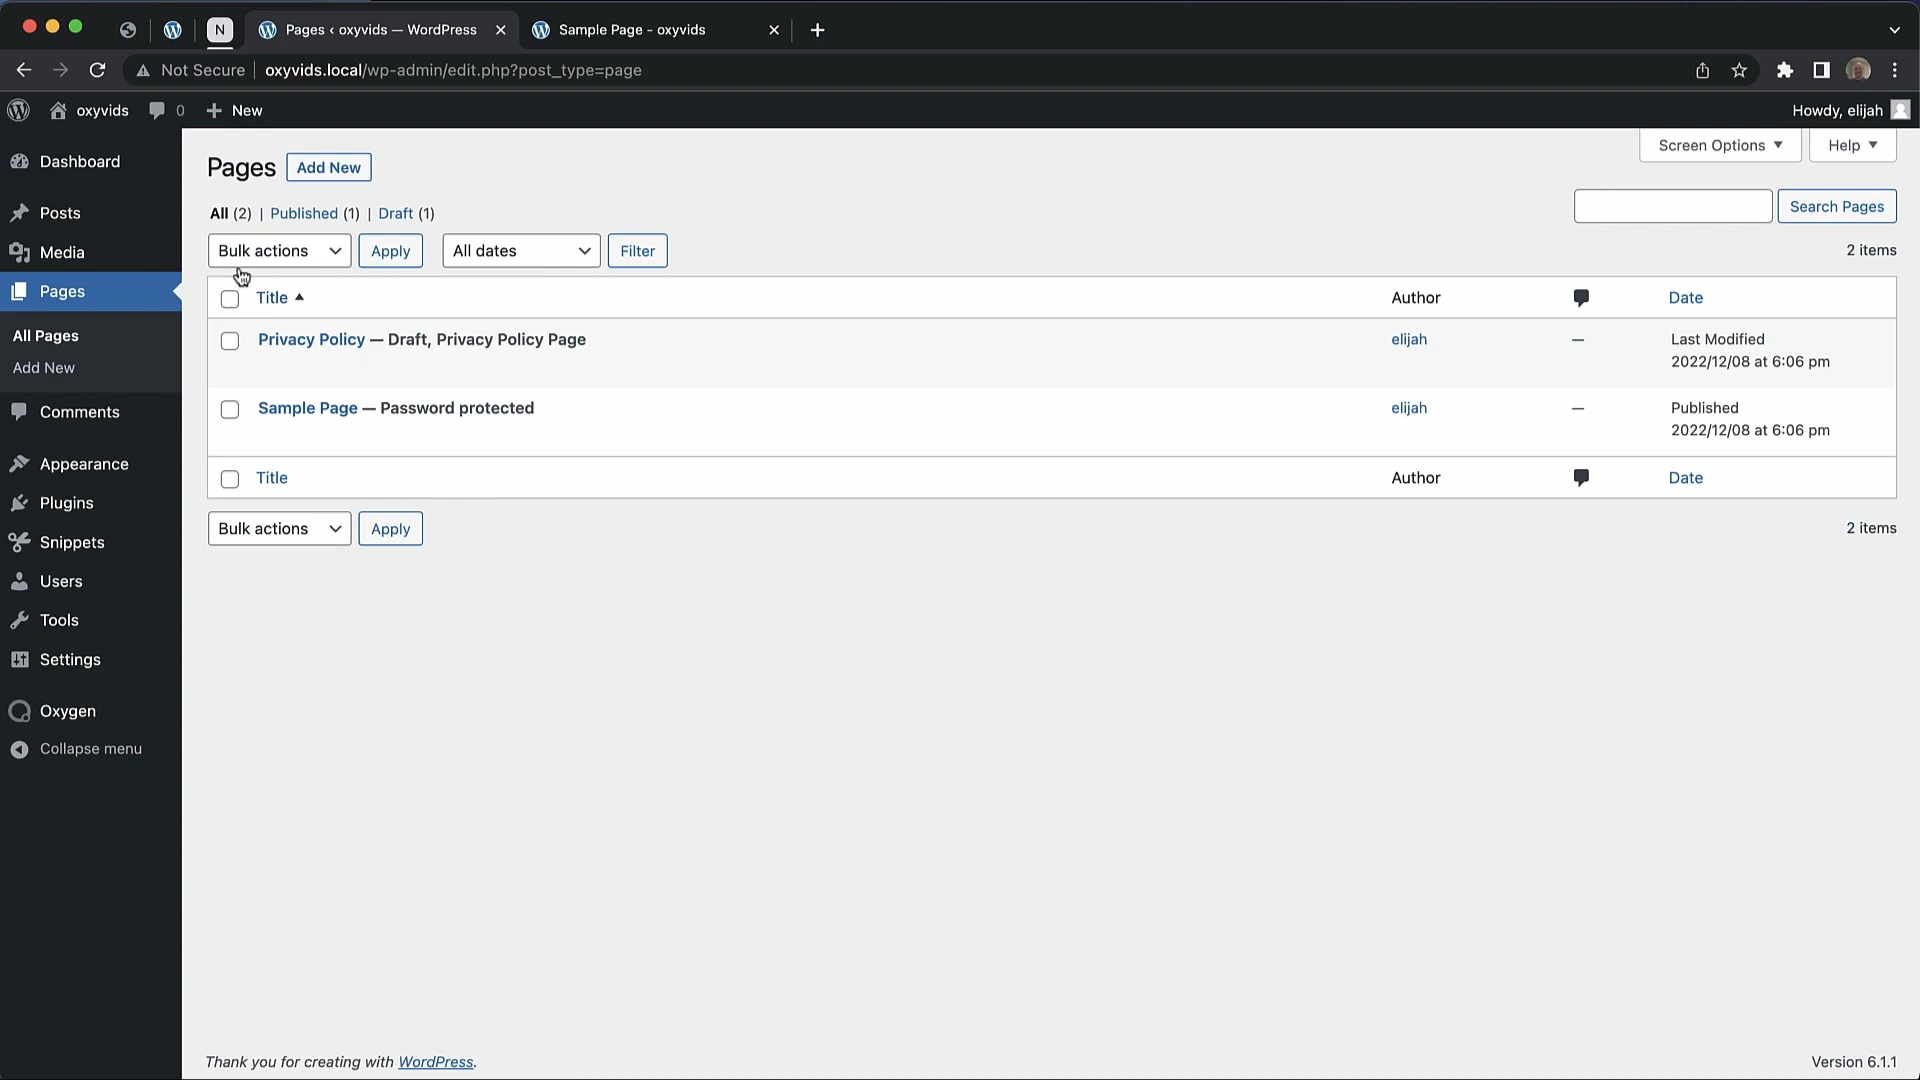 N
Pages ‹ oxyvids — WordPress
Sample Page - oxyvids
Not Secure
oxyvids.local/wp-admin/edit.php?post_type=page
oxyvids
0
New
Howdy, elijah
Dashboard
Posts
Media
Pages
All Pages
Add New
Comments
Appearance
Plugins
Snippets
Users
Tools
Settings
Oxygen
Collapse menu
Screen Options
Help
Pages
Add New
All (2) | Published (1) | Draft (1)
Search Pages
Bulk actions
Apply
All dates
Filter
2 items
Title
Author
Date
Privacy Policy — Draft, Privacy Policy Page
elijah
—
Last Modified
2022/12/08 at 6:06 pm
Sample Page — Password protected
elijah
—
Published
2022/12/08 at 6:06 pm
Title
Author
Date
Bulk actions
Apply
2 items
Thank you for creating with WordPress.
Version 6.1.1